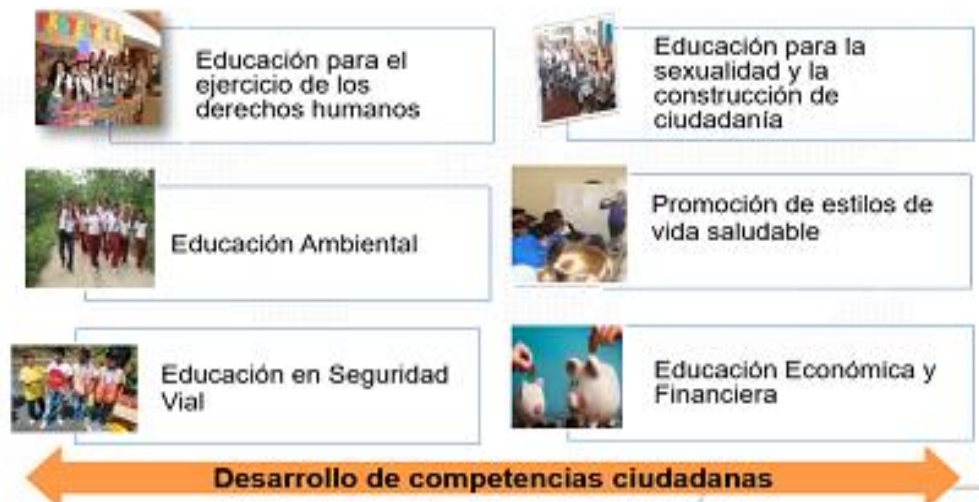 Educación para el
ejercicio de los
derechos humanos
Educación para la
sexualidad y la
construcción de
ciudadanía
Educación Ambiental
Promoción de estilos de
vida saludable
Educación en Seguridad
Vial
Educación Económica y
Financiera
Desarrollo de competencias ciudadanas